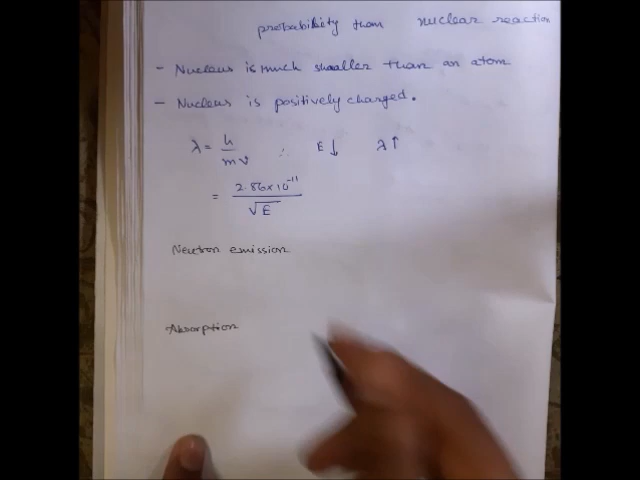 probability than nuclear reaction
- Nucleus is much smaller than an atom
- Nucleus is positively charged.
λ = h/mv ∴ E↓ λ↑
= 2.86×10⁻¹¹/√E
Neutron emission
Absorption